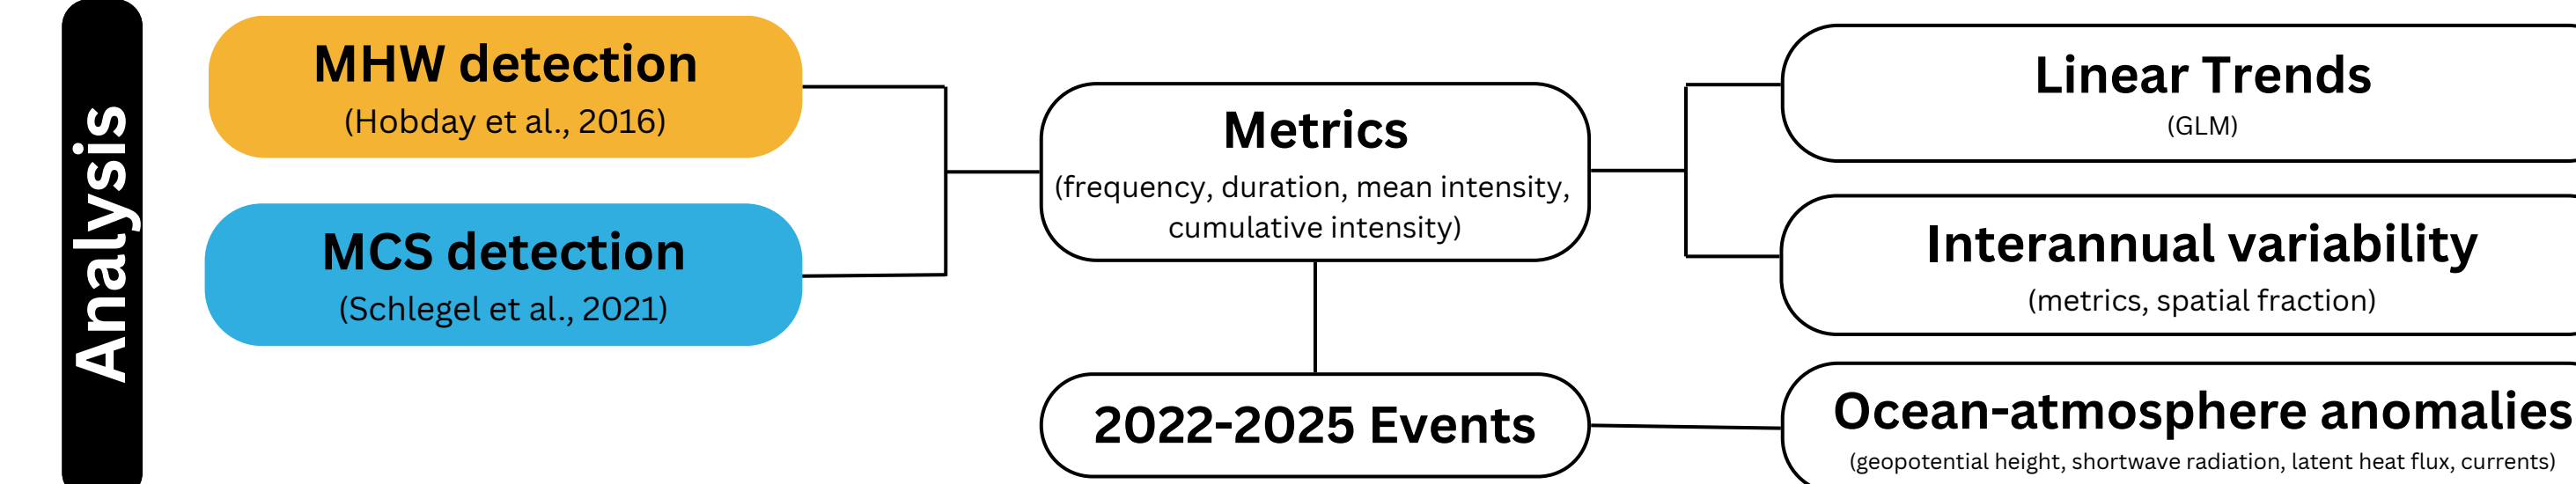 Analysis
MHW detection
(Hobday et al., 2016)
MCS detection
(Schlegel et al., 2021)
Metrics
(frequency, duration, mean intensity,
cumulative intensity)
2022-2025 Events
Linear Trends
(GLM)
Interannual variability
(metrics, spatial fraction)
Ocean-atmosphere anomalies
(geopotential height, shortwave radiation, latent heat flux, currents)